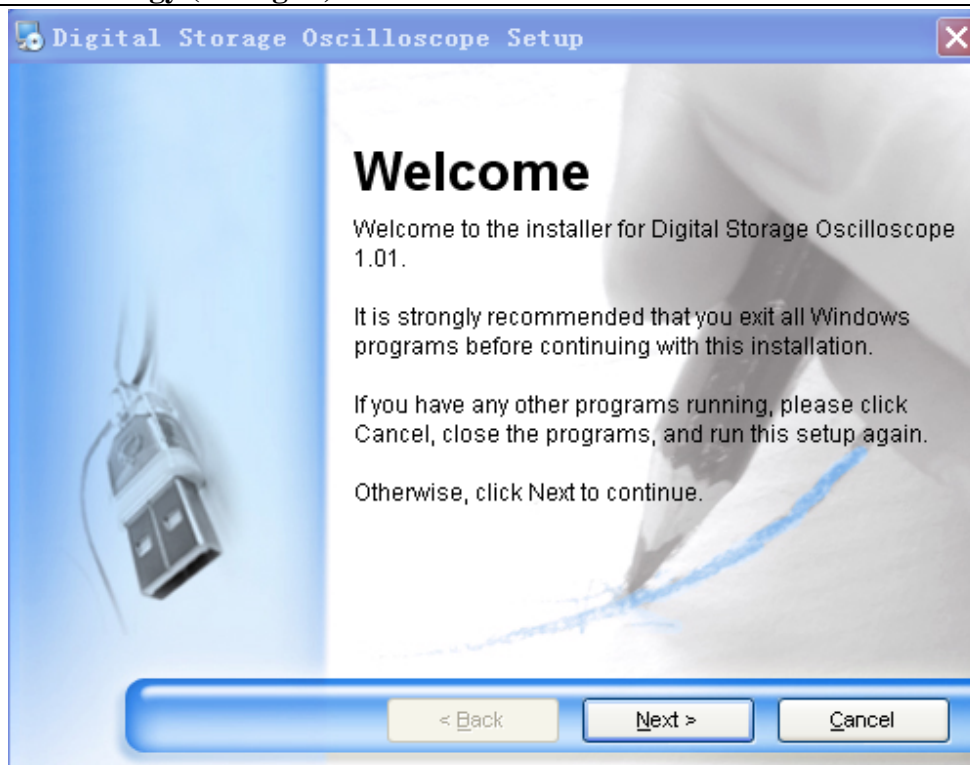 Digital Storage Oscilloscope Setup
Welcome
Welcome to the installer for Digital Storage Oscilloscope
1.01.
It is strongly recommended that you exit all Windows
programs before continuing with this installation.
If you have any other programs running, please click
Cancel, close the programs, and run this setup again.
Otherwise, click Next to continue.
< Back Next > Cancel